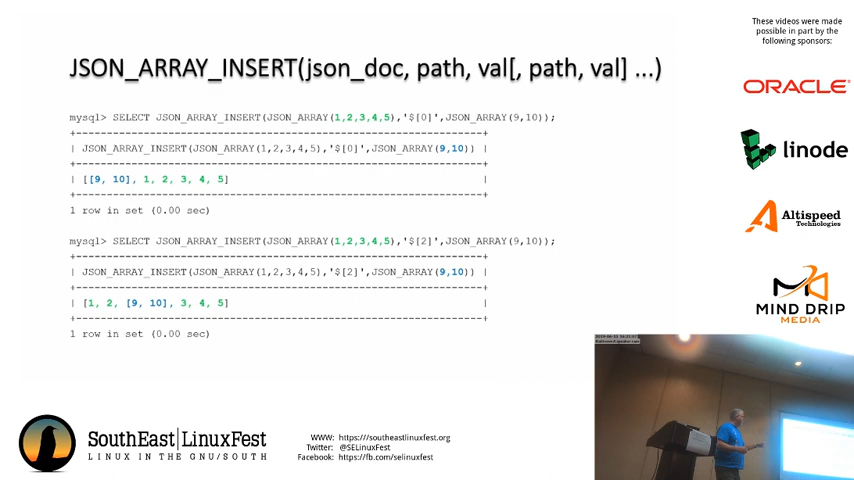 These videos were made
possible in part by the
following sponsors:
JSON_ARRAY_INSERT(json_doc, path, val[, path, val] ...)
ORACLE
mysql> SELECT JSON_ARRAY_INSERT(JSON_ARRAY(1,2,3,4,5),'$[0]',JSON_ARRAY(9,10));
| JSON_ARRAY_INSERT(JSON_ARRAY(1,2,3,4,5),'$[0]',JSON_ARRAY(9,10)) |
| [[9, 10], 1, 2, 3, 4, 5] |
1 row in set (0.00 sec)
linode
mysql> SELECT JSON_ARRAY_INSERT(JSON_ARRAY(1,2,3,4,5),'$[2]',JSON_ARRAY(9,10));
| JSON_ARRAY_INSERT(JSON_ARRAY(1,2,3,4,5),'$[2]',JSON_ARRAY(9,10)) |
| [1, 2, [9, 10], 3, 4, 5] |
1 row in set (0.00 sec)
Altispeed
Technologies
MIND DRIP
MEDIA
SouthEast|LinuxFest
LINUX IN THE GNU/SOUTH
WWW: https://southeastlinuxfest.org
Twitter: @SELinuxFest
Facebook: https://fb.com/selinuxfest